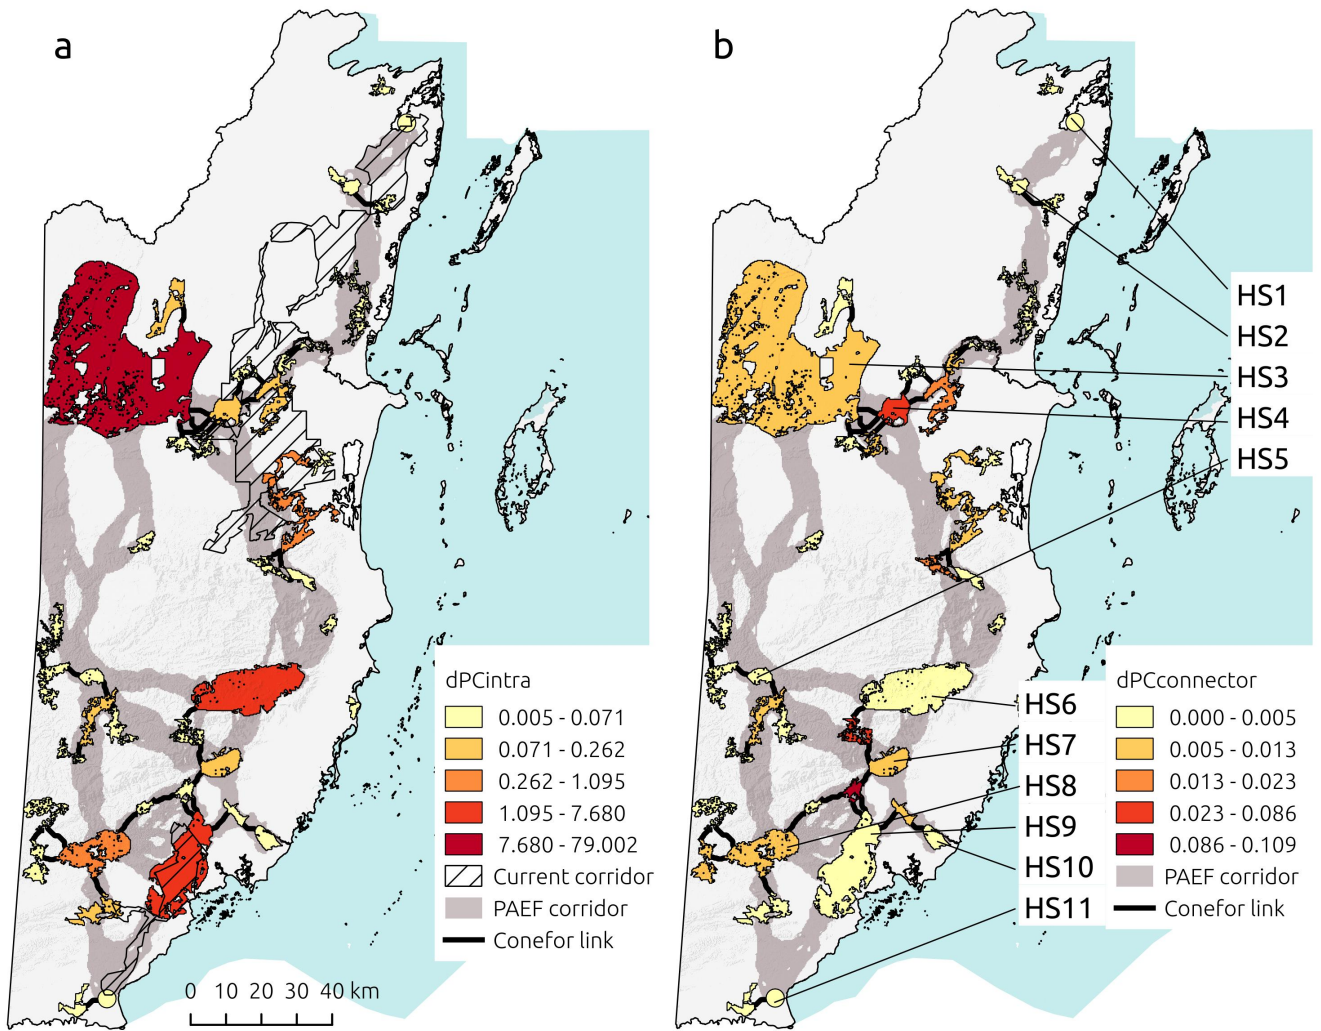 a
dPCintra
0.005 - 0.071
0.071 - 0.262
0.262 - 1.095
1.095 - 7.680
7.680 - 79.002
Current corridor
PAEF corridor
Conefor link
0 10 20 30 40 km
b
HS1
HS2
HS3
HS4
HS5
HS6
HS7
HS8
HS9
HS10
HS11
dPCconnector
0.000 - 0.005
0.005 - 0.013
0.013 - 0.023
0.023 - 0.086
0.086 - 0.109
PAEF corridor
Conefor link